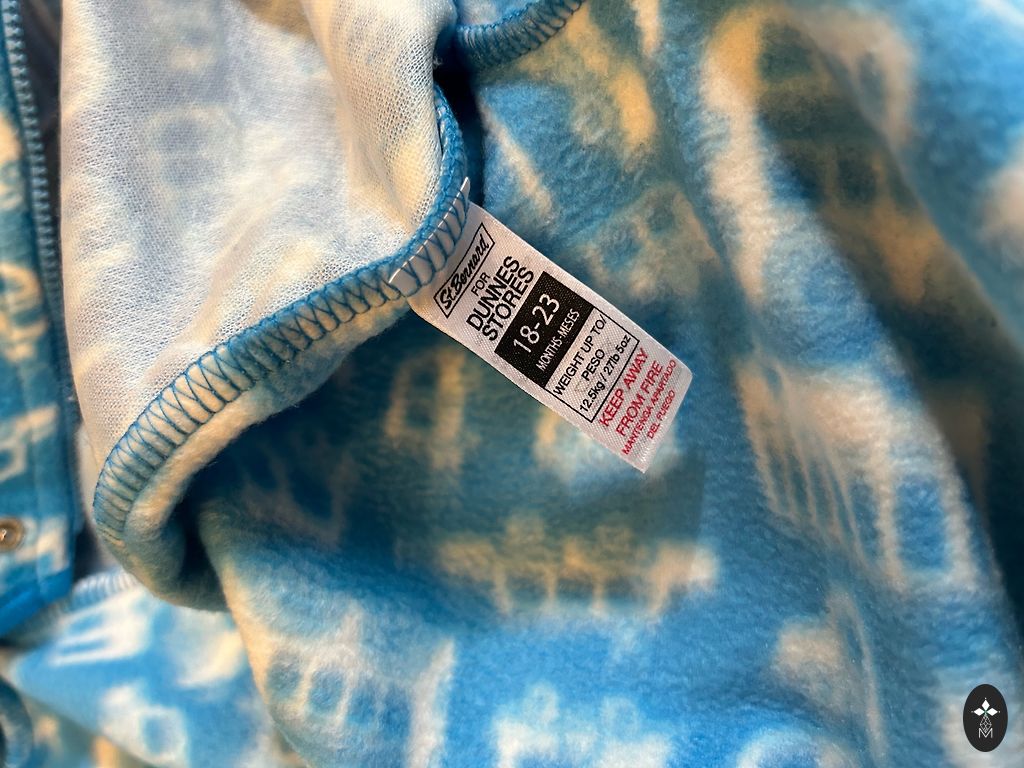 St. Bernard
FOR
DUNNES
STORES
18-23
MONTHS-MESES
WEIGHT UP TO/
PESO
12.5kg / 27lb 5oz
KEEP AWAY
FROM FIRE
MANTENGA APARTADO
DEL FUEGO
M